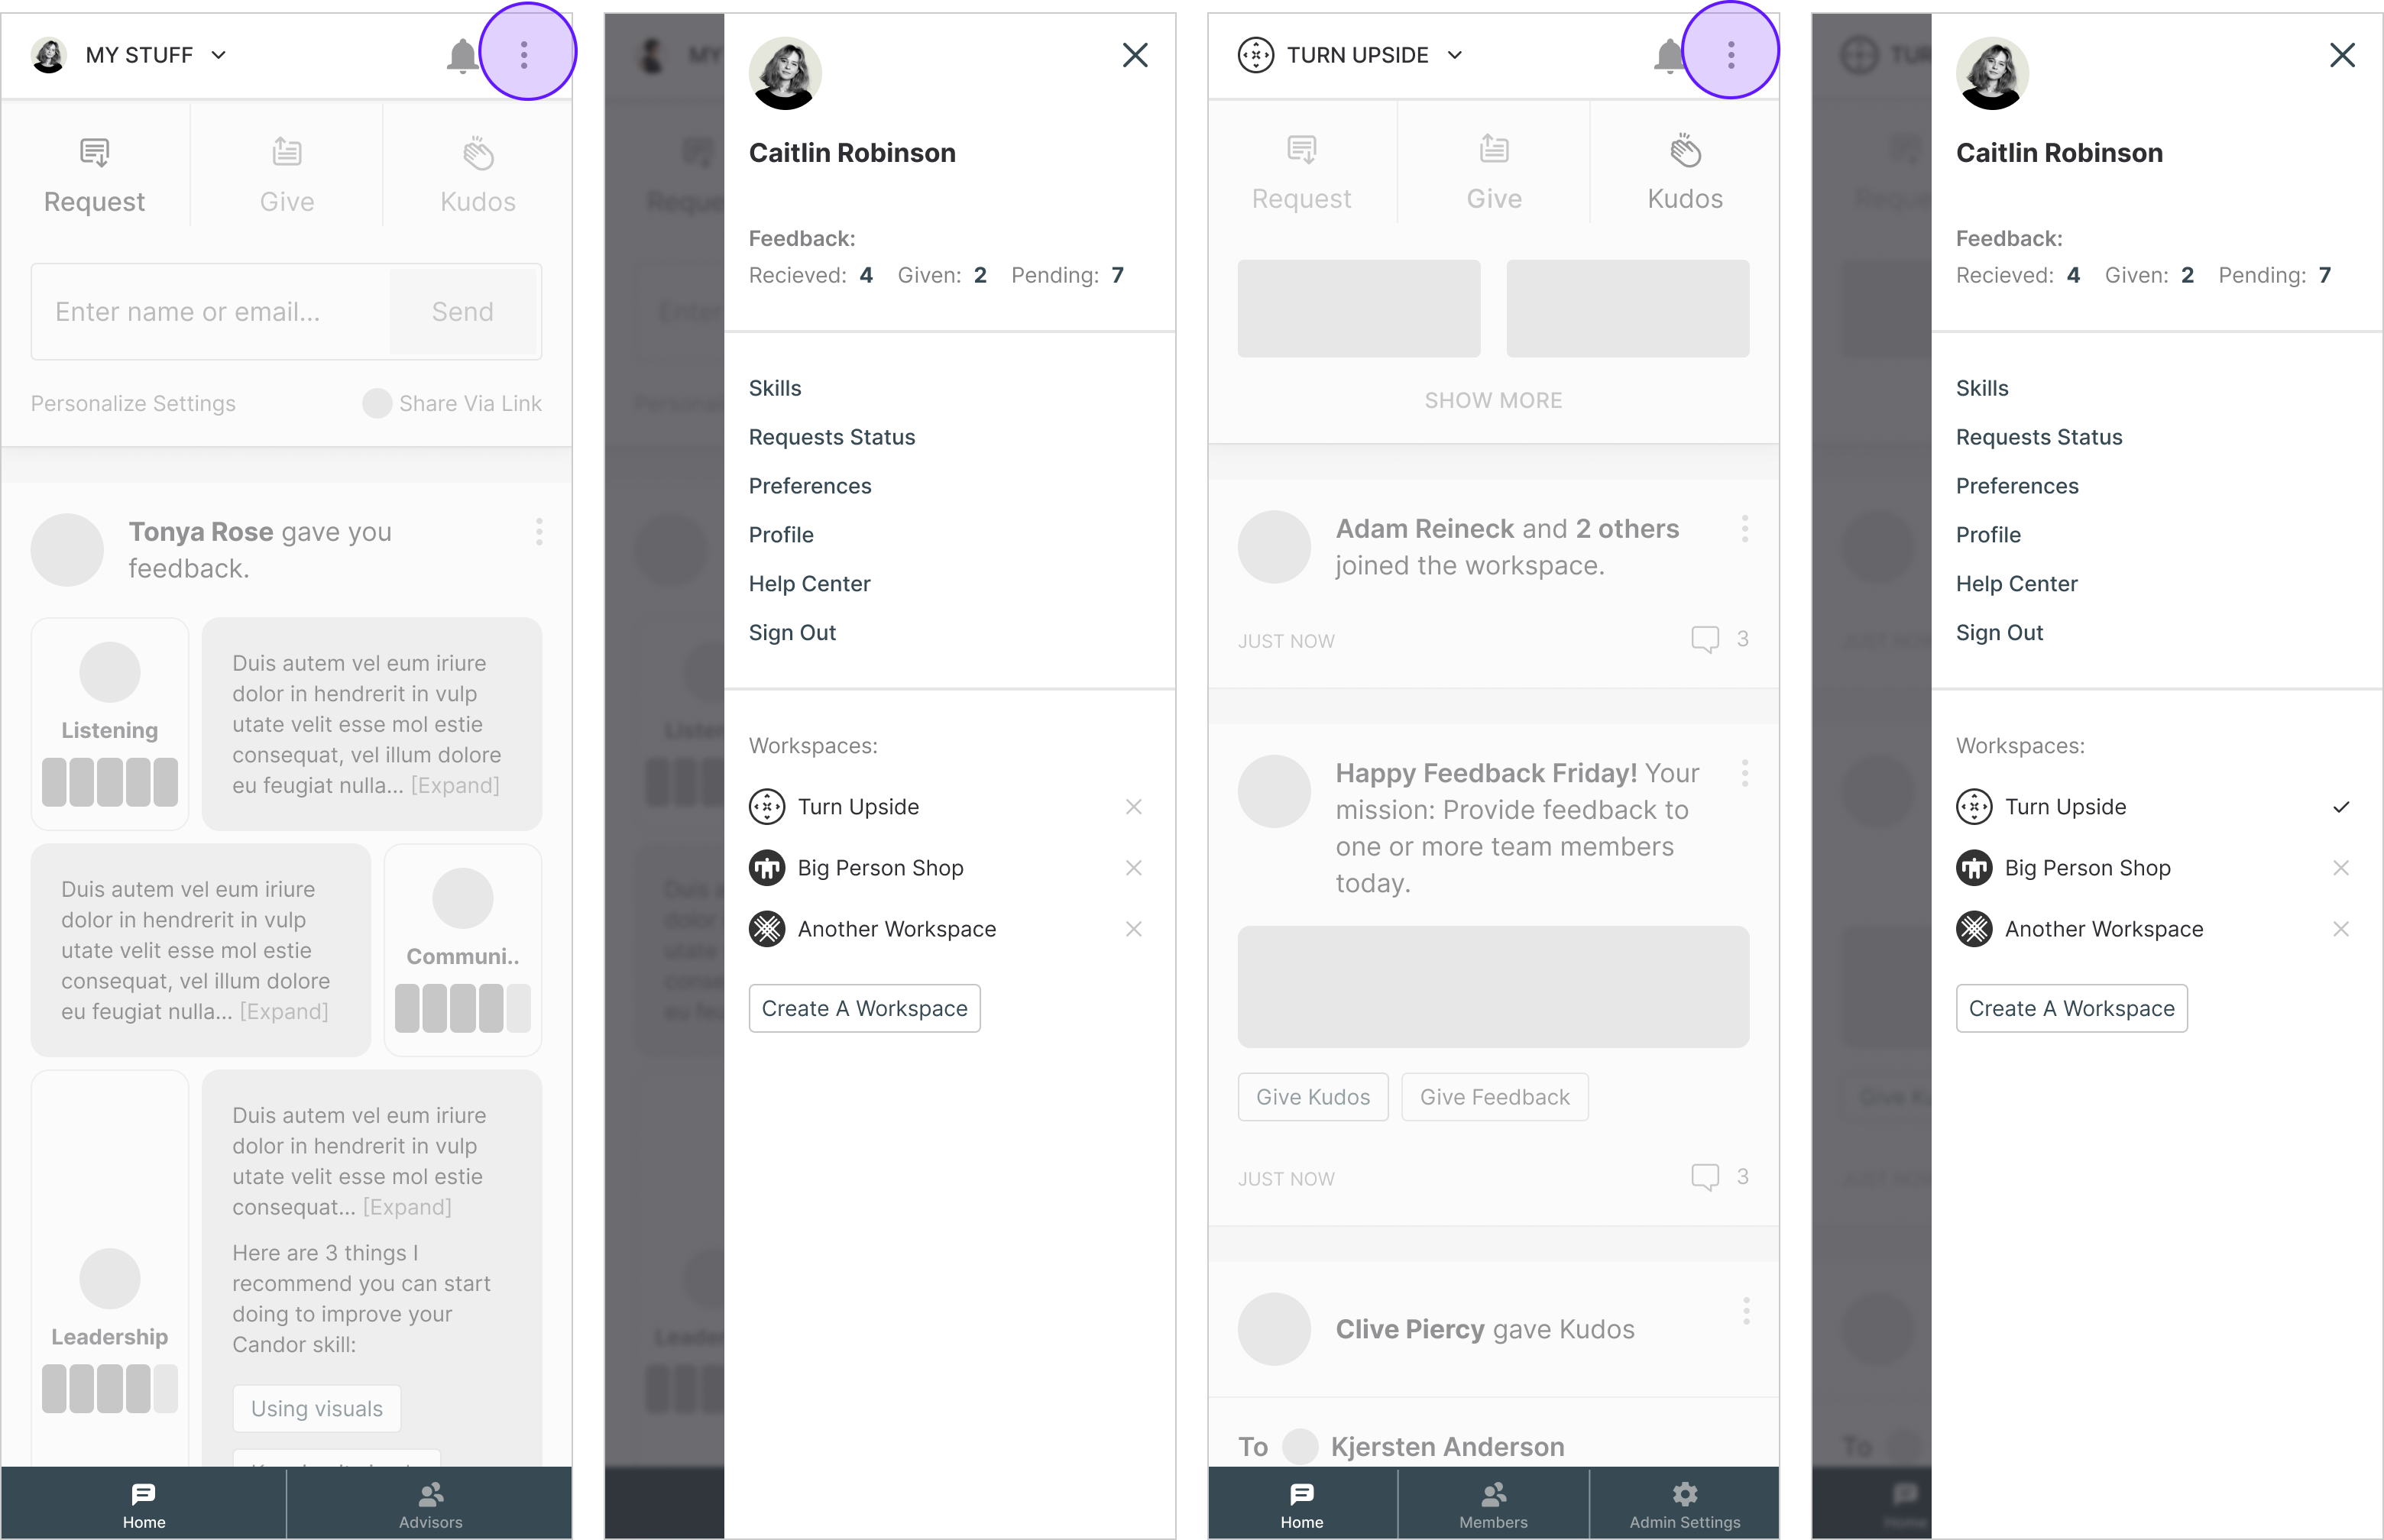 MY STUFF
Request
Give
Kudos
Enter name or email...
Send
Personalize Settings
Share Via Link
Tonya Rose gave you
feedback.
Listening
Duis autem vel eum iriure
dolor in hendrerit in vulp
utate velit esse mol estie
consequat, vel illum dolore
eu feugiat nulla... [Expand]
Duis autem vel eum iriure
dolor in hendrerit in vulp
utate velit esse mol estie
consequat, vel illum dolore
eu feugiat nulla... [Expand]
Communi..
Leadership
Duis autem vel eum iriure
dolor in hendrerit in vulp
utate velit esse mol estie
consequat... [Expand]
Here are 3 things I
recommend you can start
doing to improve your
Candor skill:
Using visuals
Home
Advisors
Caitlin Robinson
Feedback:
Recieved: 4 Given: 2 Pending: 7
Skills
Requests Status
Preferences
Profile
Help Center
Sign Out
Workspaces:
Turn Upside
Big Person Shop
Another Workspace
Create A Workspace
TURN UPSIDE
Request
Give
Kudos
SHOW MORE
Adam Reineck and 2 others
joined the workspace.
JUST NOW
3
Happy Feedback Friday! Your
mission: Provide feedback to
one or more team members
today.
Give Kudos
Give Feedback
JUST NOW
3
Clive Piercy gave Kudos
To Kjersten Anderson
Home
Members
Admin Settings
Caitlin Robinson
Feedback:
Recieved: 4 Given: 2 Pending: 7
Skills
Requests Status
Preferences
Profile
Help Center
Sign Out
Workspaces:
Turn Upside
Big Person Shop
Another Workspace
Create A Workspace